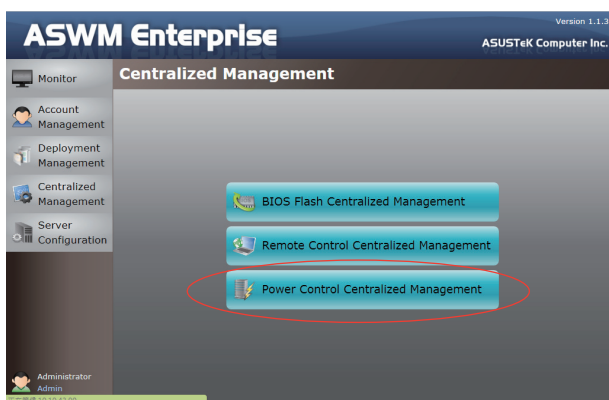 Version 1.1.3
ASWM Enterprise
ASUSTeK Computer Inc.
Monitor
Centralized Management
Account
Management
Deployment
Management
Centralized
Management
Server
Configuration
BIOS Flash Centralized Management
Remote Control Centralized Management
Power Control Centralized Management
Administrator
Admin